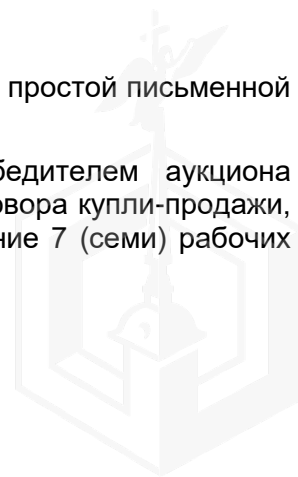 простой письменной
бедителем аукциона
овора купли-продажи,
ние 7 (семи) рабочих